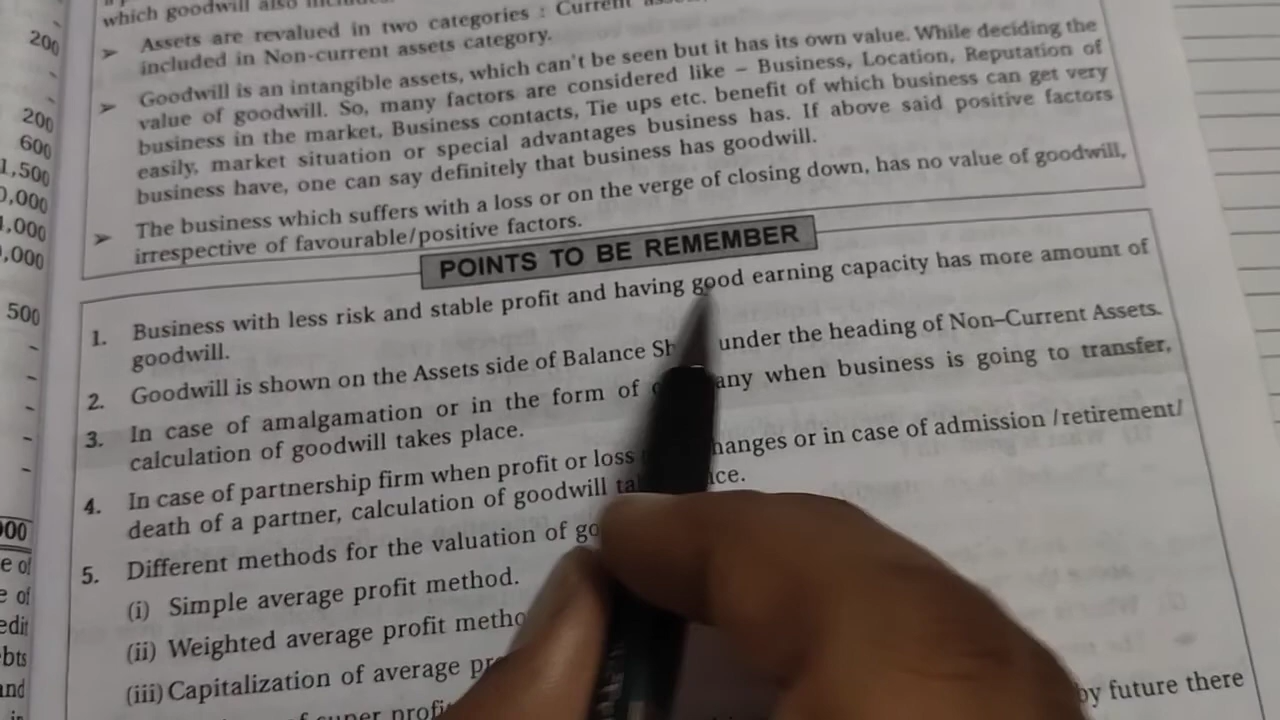 which goodwill also
Assets are revalued in two categories : Current
included in Non-current assets category.
➢ Goodwill is an intangible assets, which can't be seen but it has its own value. While deciding the
value of goodwill. So, many factors are considered like – Business, Location, Reputation of
business in the market, Business contacts, Tie ups etc. benefit of which business can get very
easily, market situation or special advantages business has. If above said positive factors
business have, one can say definitely that business has goodwill.
➢ The business which suffers with a loss or on the verge of closing down, has no value of goodwill,
irrespective of favourable/positive factors.
POINTS TO BE REMEMBER
1. Business with less risk and stable profit and having good earning capacity has more amount of
goodwill.
2. Goodwill is shown on the Assets side of Balance under the heading of Non–Current Assets.
3. In case of amalgamation or in the form of when business is going to transfer,
calculation of goodwill takes place.
4. In case of partnership firm when profit or loss or in case of admission /retirement/
death of a partner, calculation of goodwill
5. Different methods for the valuation of
(i) Simple average profit method.
(ii) Weighted average profit
(iii) Capitalization of average
by future there
200
200
600
1,500
500